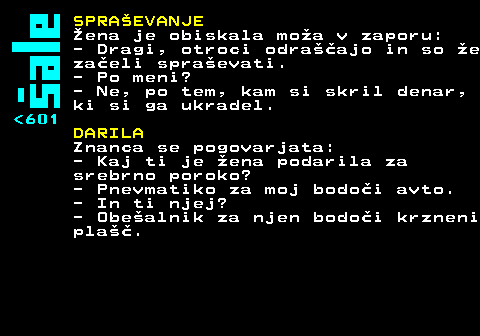 šale
<601
SPRAŠEVANJE
Žena je obiskala moža v zaporu:
- Dragi, otroci odraščajo in so že
začeli spraševati.
- Po meni?
- Ne, po tem, kam si skril denar,
ki si ga ukradel.
DARILA
Znanca se pogovarjata:
- Kaj ti je žena podarila za
srebrno poroko?
- Pnevmatiko za moj bodoči avto.
- In ti njej?
- Obešalnik za njen bodoči krzneni
plašč.